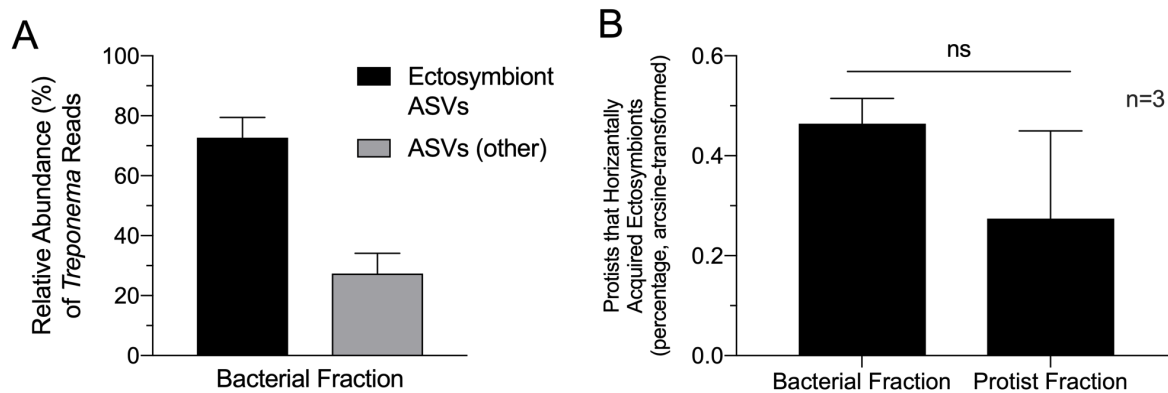 A
Relative Abundance (%)
of Treponema Reads
100
80
60
40
20
0
Ectosymbiont
ASVs
ASVs (other)
Bacterial Fraction
B
Protists that Horizantally
Acquired Ectosymbionts
(percentage, arcsine-transformed)
0.6
0.4
0.2
0.0
ns
n=3
Bacterial Fraction
Protist Fraction